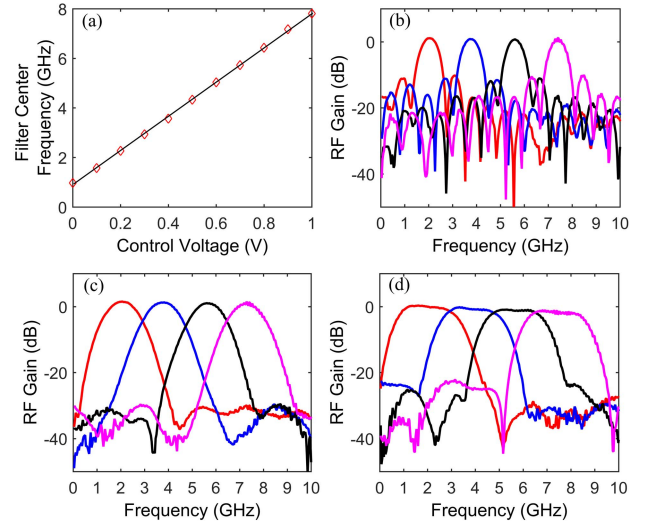 (a)
8
6
4
2
0
0 0.2 0.4 0.6 0.8 1
Control Voltage (V)
Filter Center
Frequency (GHz)
(b)
0
-20
-40
0 1 2 3 4 5 6 7 8 9 10
Frequency (GHz)
RF Gain (dB)
(c)
0
-20
-40
0 1 2 3 4 5 6 7 8 9 10
Frequency (GHz)
RF Gain (dB)
(d)
0
-20
-40
0 1 2 3 4 5 6 7 8 9 10
Frequency (GHz)
RF Gain (dB)